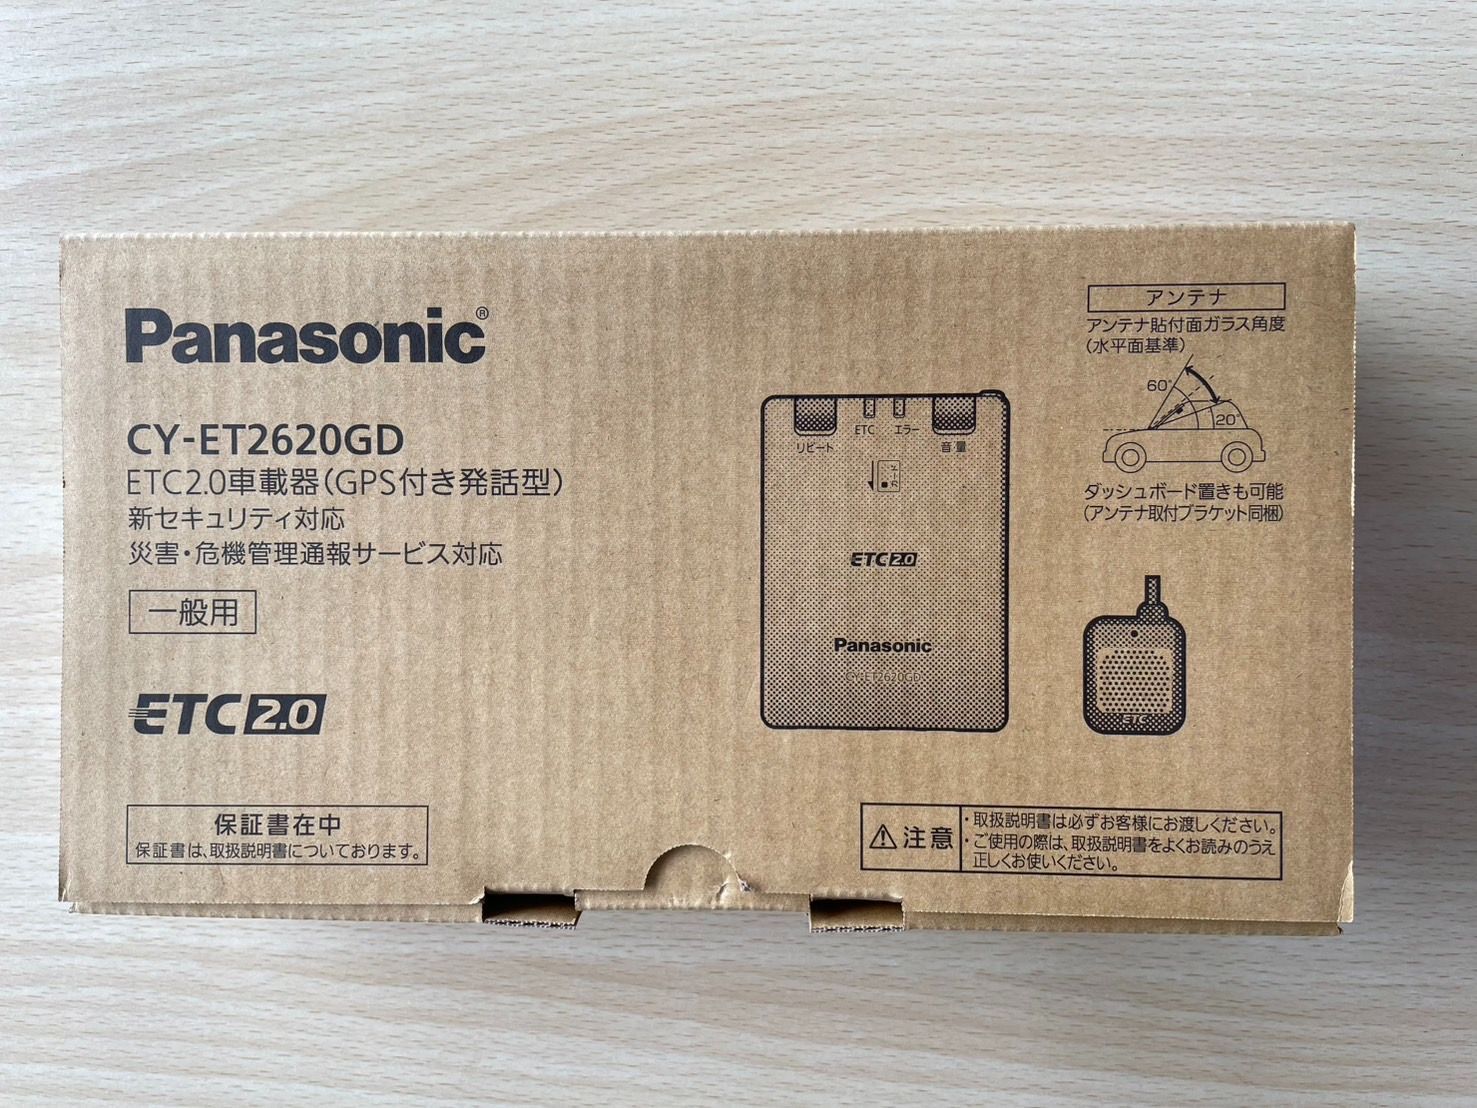 Panasonic®
CY-ET2620GD
ETC2.0車載器(GPS付き発話型)
新セキュリティ対応
災害・危機管理通報サービス対応
一般用
ETC2.0
保証書在中
保証書は、取扱説明書についております。
リピート
ETC
エラー
音量
ETC2.0
Panasonic
CY-ET2620GD
アンテナ
アンテナ貼付面ガラス角度
(水平面基準)
60°
20°
ダッシュボード置きも可能
(アンテナ取付ブラケット同梱)
ETC
注意
・取扱説明書は必ずお客様にお渡しください。
・ご使用の際は、取扱説明書をよくお読みのうえ
正しくお使いください。